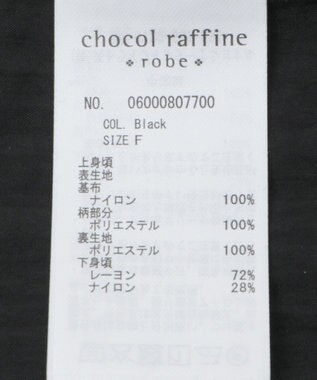 chocol raffine
robe
NO. 06000807700
COL. Black
SIZE F
上身頃
表生地
基布
ナイロン 100%
柄部分
ポリエステル 100%
裏生地
ポリエステル 100%
下身頃
レーヨン 72%
ナイロン 28%